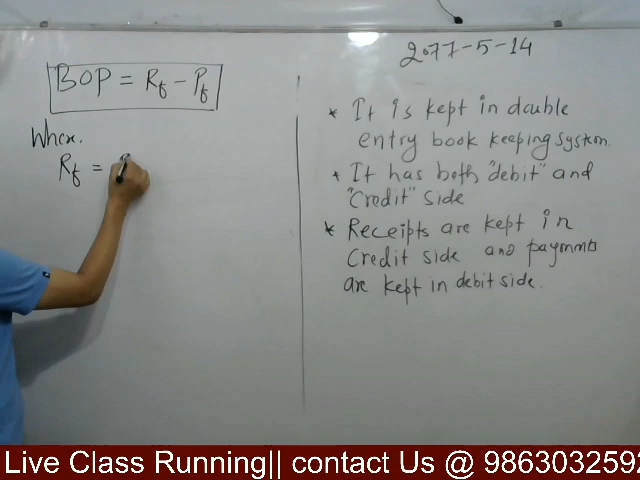 2077-5-14
BOP = Rf - Pf
Where.
Rf =
* It is kept in double
entry book keeping system.
* It has both "debit" and
"Credit" side
* Receipts are kept in
Credit side and payments
are kept in debit side.
Live Class Running|| contact Us @ 9863032592